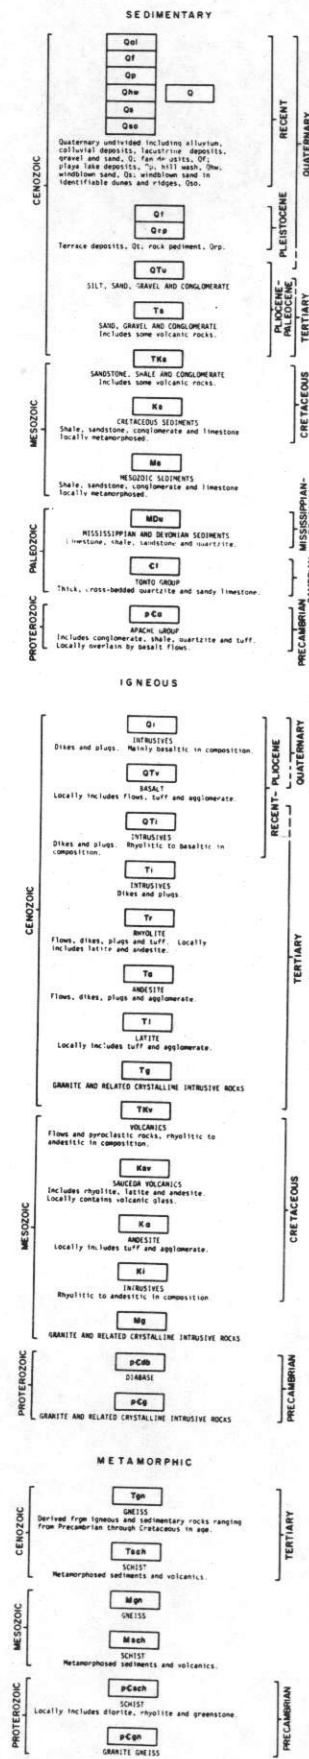 SEDIMENTARY
Qal
Qf
Qp
Qhw
Q
Qs
Qso
Quaternary undivided including alluvium,
colluvial deposits, lacustrine deposits,
gravel and sand, Q; fan deposits, Qf;
playa lake deposits, Qp; hill wash, Qhw,
windblown sand, Qs; windblown sand in
identifiable dunes and ridges, Qso.
RECENT
QUATERNARY
CENOZOIC
Qrp
Terrace deposits, Qt; rock pediment, Qrp.
PLEISTOCENE
QTu
SILT, SAND, GRAVEL AND CONGLOMERATE
Ts
SAND, GRAVEL AND CONGLOMERATE
Includes some volcanic rocks.
PLIOCENE-
PALEOCENE
TERTIARY
TKs
SANDSTONE, SHALE AND CONGLOMERATE
Includes some volcanic rocks.
Ks
CRETACEOUS SEDIMENTS
Shale, sandstone, conglomerate and limestone
locally metamorphosed.
CRETACEOUS
MESOZOIC
Ms
MESOZOIC SEDIMENTS
Shale, sandstone, conglomerate and limestone
locally metamorphosed.
MDu
MISSISSIPPIAN AND DEVONIAN SEDIMENTS
Limestone, shale, sandstone and quartzite.
MISSISSIPPIAN-
PALEOZOIC
TONTO GROUP
Thick, cross-bedded quartzite and sandy limestone.
pCa
APACHE GROUP
Includes conglomerate, shale, quartzite and tuff.
Locally overlain by basalt flows.
PROTEROZOIC
PRECAMBRIAN
IGNEOUS
Qi
INTRUSIVES
Dikes and plugs. Mainly basaltic in composition.
QTv
BASALT
Locally includes flows, tuff and agglomerate.
QTi
INTRUSIVES
Dikes and plugs. Rhyolitic to basaltic in
composition.
RECENT-PLIOCENE
QUATERNARY
Ti
INTRUSIVES
Dikes and plugs.
Tr
RHYOLITE
Flows, dikes, plugs and tuff. Locally
includes latite and andesite.
CENOZOIC
TERTIARY
Ta
ANDESITE
Flows, dikes, plugs and agglomerate.
Tl
LATITE
Locally includes tuff and agglomerate.
Tg
GRANITE AND RELATED CRYSTALLINE INTRUSIVE ROCKS
TKv
VOLCANICS
Flows and pyroclastic rocks, rhyolitic to
andesitic in composition.
Kav
SAUCEDA VOLCANICS
Includes rhyolite, latite and andesite.
Locally contains volcanic glass.
MESOZOIC
CRETACEOUS
Ka
ANDESITE
Locally includes tuff and agglomerate.
Ki
INTRUSIVES
Rhyolitic to andesitic in composition
Mg
GRANITE AND RELATED CRYSTALLINE INTRUSIVE ROCKS
pCdb
DIABASE
pCg
GRANITE AND RELATED CRYSTALLINE INTRUSIVE ROCKS
PROTEROZOIC
PRECAMBRIAN
METAMORPHIC
Tgn
GNEISS
Derived from igneous and sedimentary rocks ranging
from Precambrian through Cretaceous in age.
Tsch
SCHIST
Metamorphosed sediments and volcanics.
CENOZOIC
TERTIARY
Mgn
GNEISS
Msch
SCHIST
Metamorphosed sediments and volcanics.
MESOZOIC
pCsch
SCHIST
Locally includes diorite, rhyolite and greenstone.
pCgn
GRANITE GNEISS
PROTEROZOIC
PRECAMBRIAN